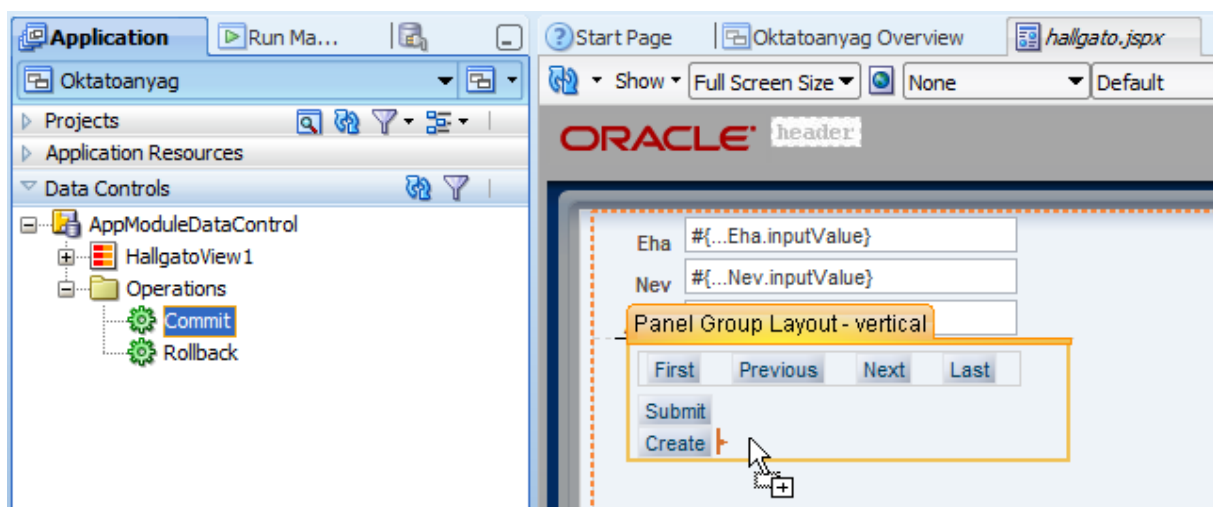 Application
Run Ma...
Oktatoanyag
Projects
Application Resources
Data Controls
AppModuleDataControl
HallgatoView1
Operations
Commit
Rollback
Start Page
Oktatoanyag Overview
hallgato.jspx
Show
Full Screen Size
None
Default
ORACLE
header
Eha #{...Eha.inputValue}
Nev #{...Nev.inputValue}
Panel Group Layout - vertical
First Previous Next Last
Submit
Create